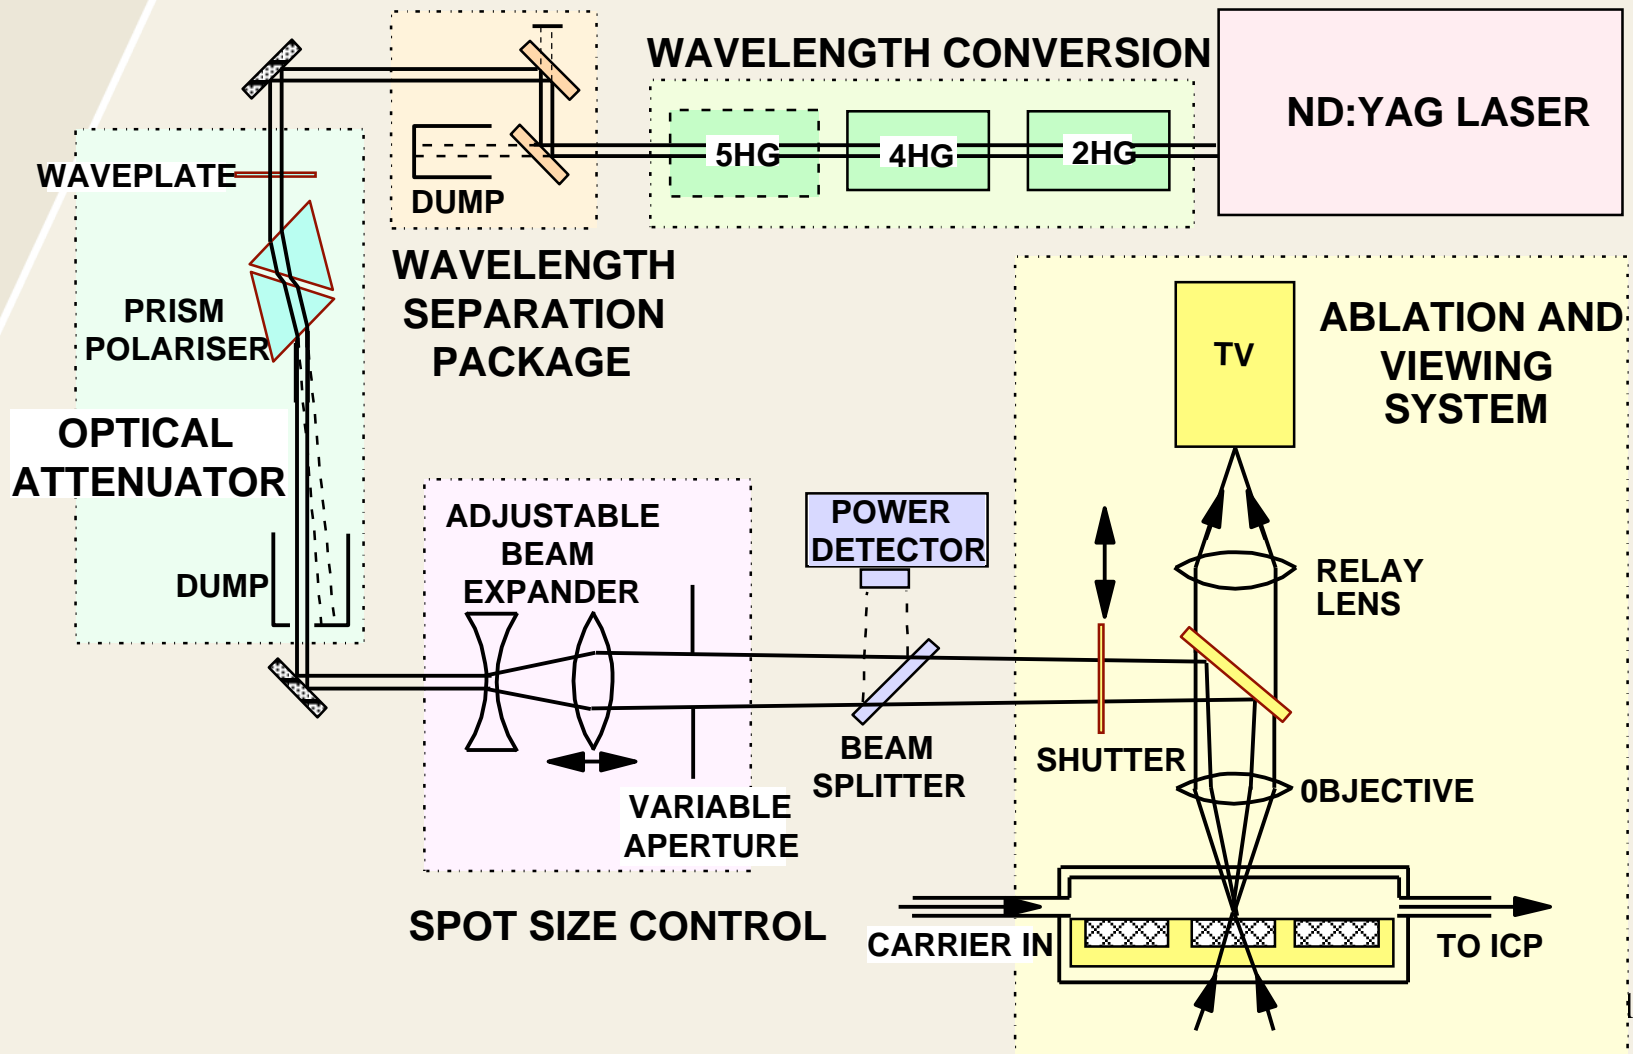 WAVELENGTH CONVERSION
ND:YAG LASER
5HG
4HG
2HG
WAVEPLATE
DUMP
WAVELENGTH
SEPARATION
PACKAGE
PRISM
POLARISER
OPTICAL
ATTENUATOR
DUMP
ABLATION AND
VIEWING
SYSTEM
TV
ADJUSTABLE
BEAM
EXPANDER
POWER
DETECTOR
RELAY
LENS
BEAM
SPLITTER
SHUTTER
0BJECTIVE
VARIABLE
APERTURE
SPOT SIZE CONTROL
CARRIER IN
TO ICP